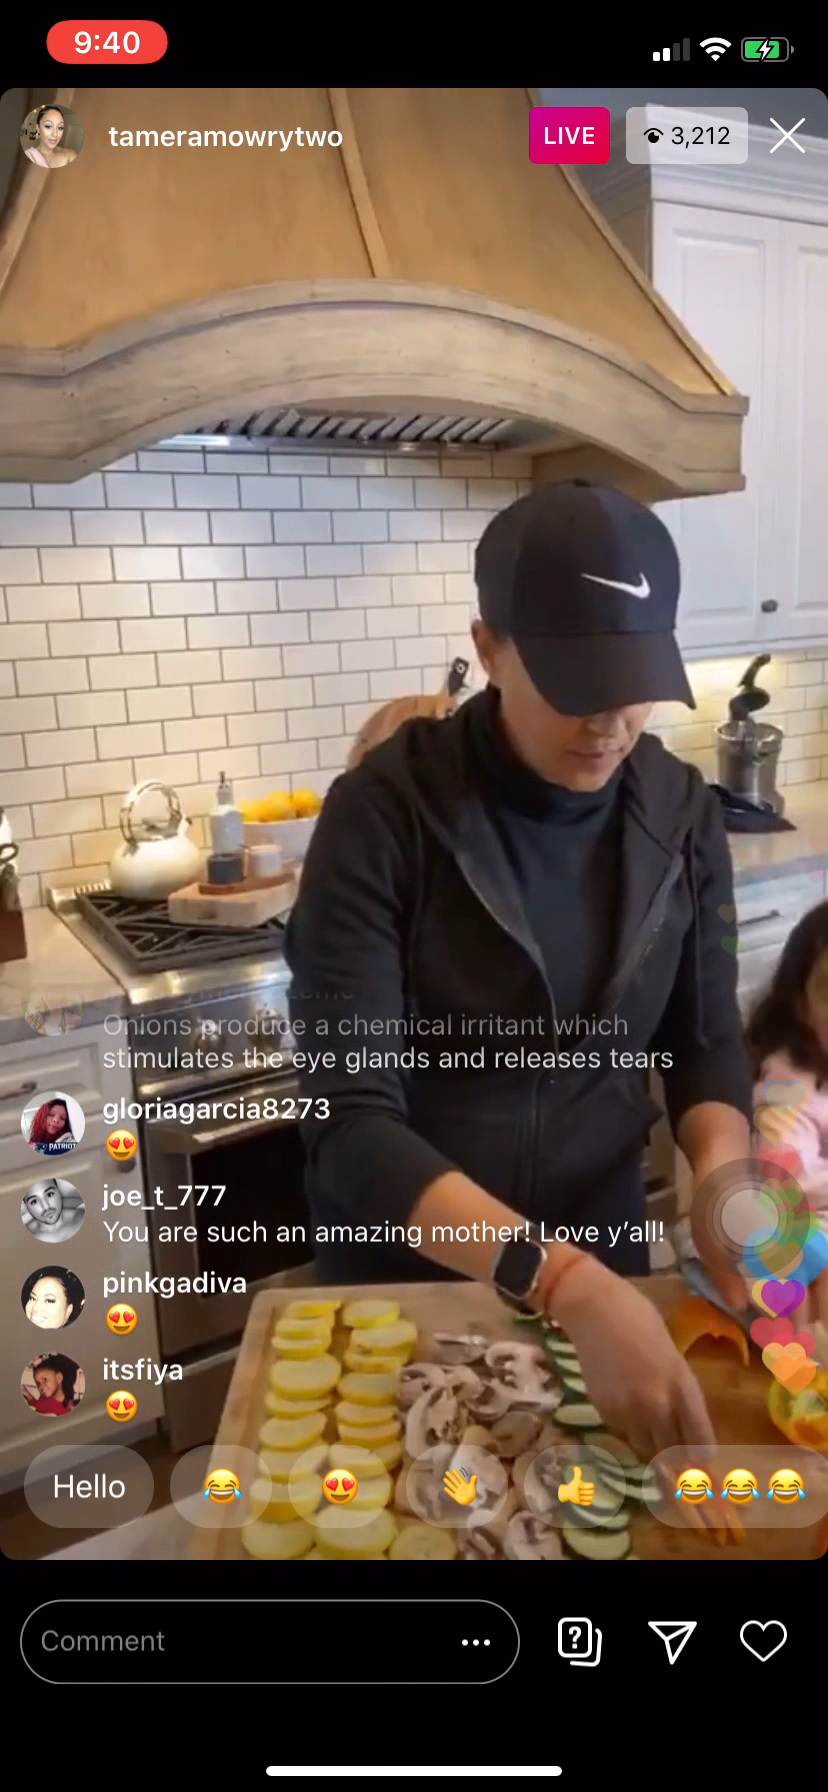 9:40
tameramowrytwo
LIVE
3,212
Onions produce a chemical irritant which
stimulates the eye glands and releases tears
gloriagarcia8273
😍
joe_t_777
You are such an amazing mother! Love y’all!
pinkgadiva
😍
itsfiya
😍
PATRIOT
Hello 😂 😍 👋 👍 😂😂😂
Comment